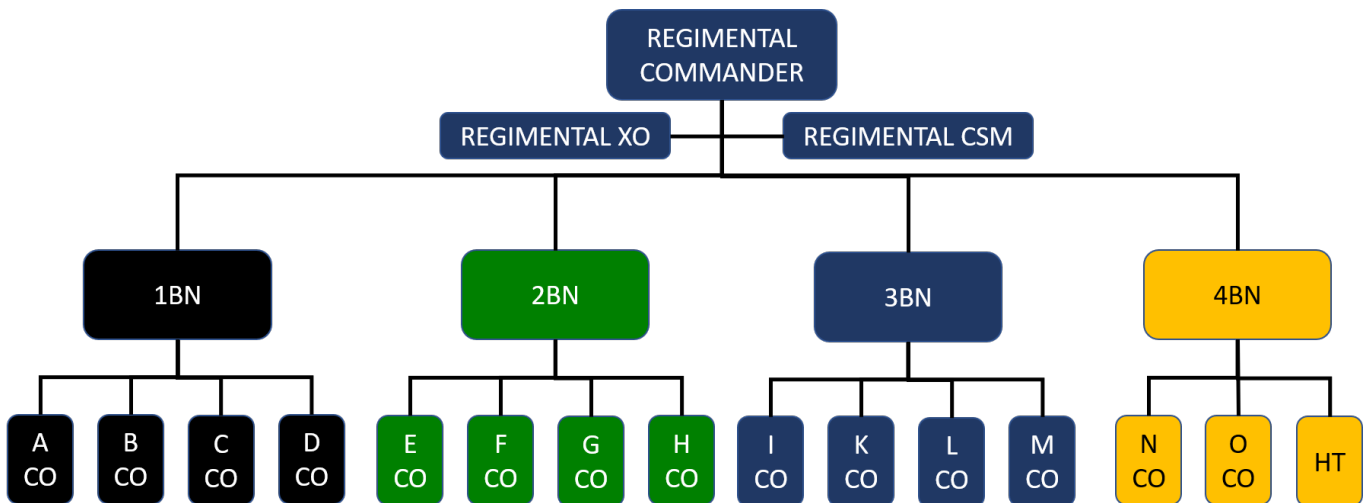 REGIMENTAL
COMMANDER
REGIMENTAL XO
REGIMENTAL CSM
1BN
2BN
3BN
4BN
A
CO
B
CO
C
CO
D
CO
E
CO
F
CO
G
CO
H
CO
I
CO
K
CO
L
CO
M
CO
N
CO
O
CO
HT